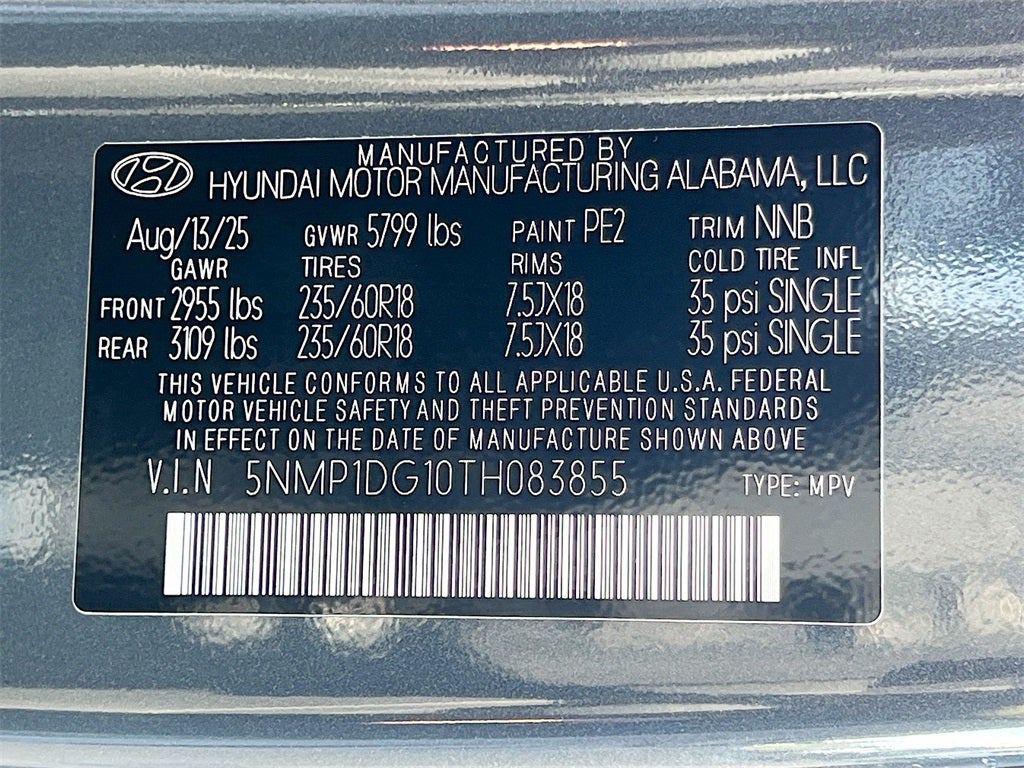 MANUFACTURED BY
HYUNDAI MOTOR MANUFACTURING ALABAMA, LLC
Aug/13/25 GVWR 5799 lbs PAINT PE2 TRIM NNB
GAWR TIRES RIMS COLD TIRE INFL
FRONT 2955 lbs 235/60R18 7.5JX18 35 psi SINGLE
REAR 3109 lbs 235/60R18 7.5JX18 35 psi SINGLE
THIS VEHICLE CONFORMS TO ALL APPLICABLE U.S.A. FEDERAL
MOTOR VEHICLE SAFETY AND THEFT PREVENTION STANDARDS
IN EFFECT ON THE DATE OF MANUFACTURE SHOWN ABOVE
V.I.N 5NMP1DG10TH083855 TYPE: MPV